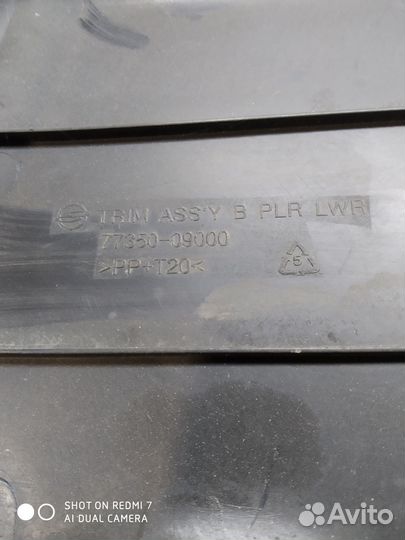 TRIM ASS'Y B PLR LWR
77350-09000
>PP+T20<
5
SHOT ON REDMI 7
AI DUAL CAMERA
Avito